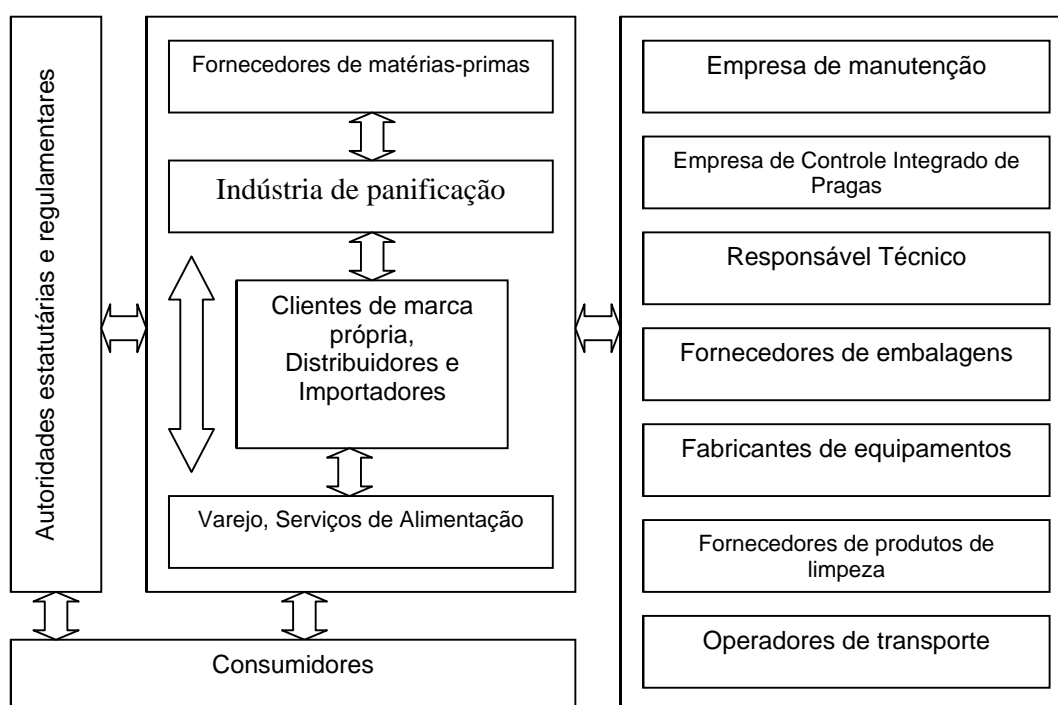 Autoridades estatutárias e regulamentares
Fornecedores de matérias-primas
Indústria de panificação
Clientes de marca
própria,
Distribuidores e
Importadores
Varejo, Serviços de Alimentação
Consumidores
Empresa de manutenção
Empresa de Controle Integrado de
Pragas
Responsável Técnico
Fornecedores de embalagens
Fabricantes de equipamentos
Fornecedores de produtos de
limpeza
Operadores de transporte